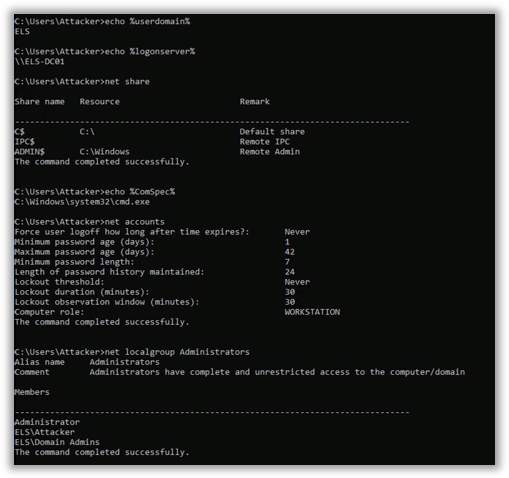 C:\Users\Attacker>echo %userdomain%
ELS
C:\Users\Attacker>echo %logonserver%
\\ELS-DC01
C:\Users\Attacker>net share
Share name   Resource                        Remark
-------------------------------------------------------------------------------
C$           C:\                             Default share
IPC$                                         Remote IPC
ADMIN$       C:\Windows                      Remote Admin
The command completed successfully.
C:\Users\Attacker>echo %ComSpec%
C:\Windows\system32\cmd.exe
C:\Users\Attacker>net accounts
Force user logoff how long after time expires?:       Never
Minimum password age (days):                          1
Maximum password age (days):                          42
Minimum password length:                              7
Length of password history maintained:                24
Lockout threshold:                                    Never
Lockout duration (minutes):                           30
Lockout observation window (minutes):                 30
Computer role:                                        WORKSTATION
The command completed successfully.
C:\Users\Attacker>net localgroup Administrators
Alias name     Administrators
Comment        Administrators have complete and unrestricted access to the computer/domain
Members
-------------------------------------------------------------------------------
Administrator
ELS\Attacker
ELS\Domain Admins
The command completed successfully.